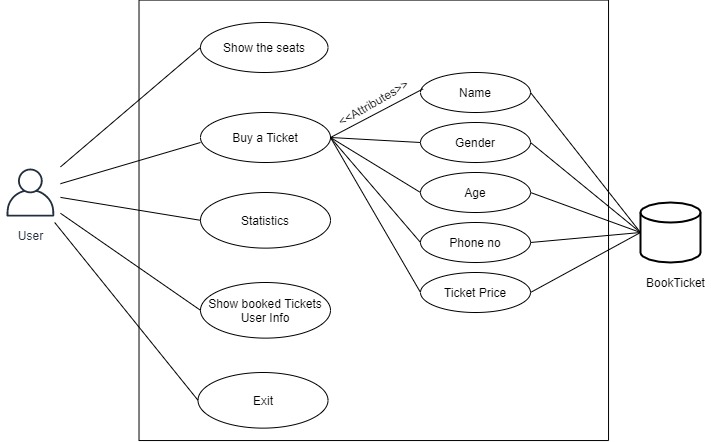 Show the seats
<<Attributes>>
Name
Buy a Ticket
Gender
Age
Statistics
User
Phone no
BookTicket
Ticket Price
Show booked Tickets
User Info
Exit